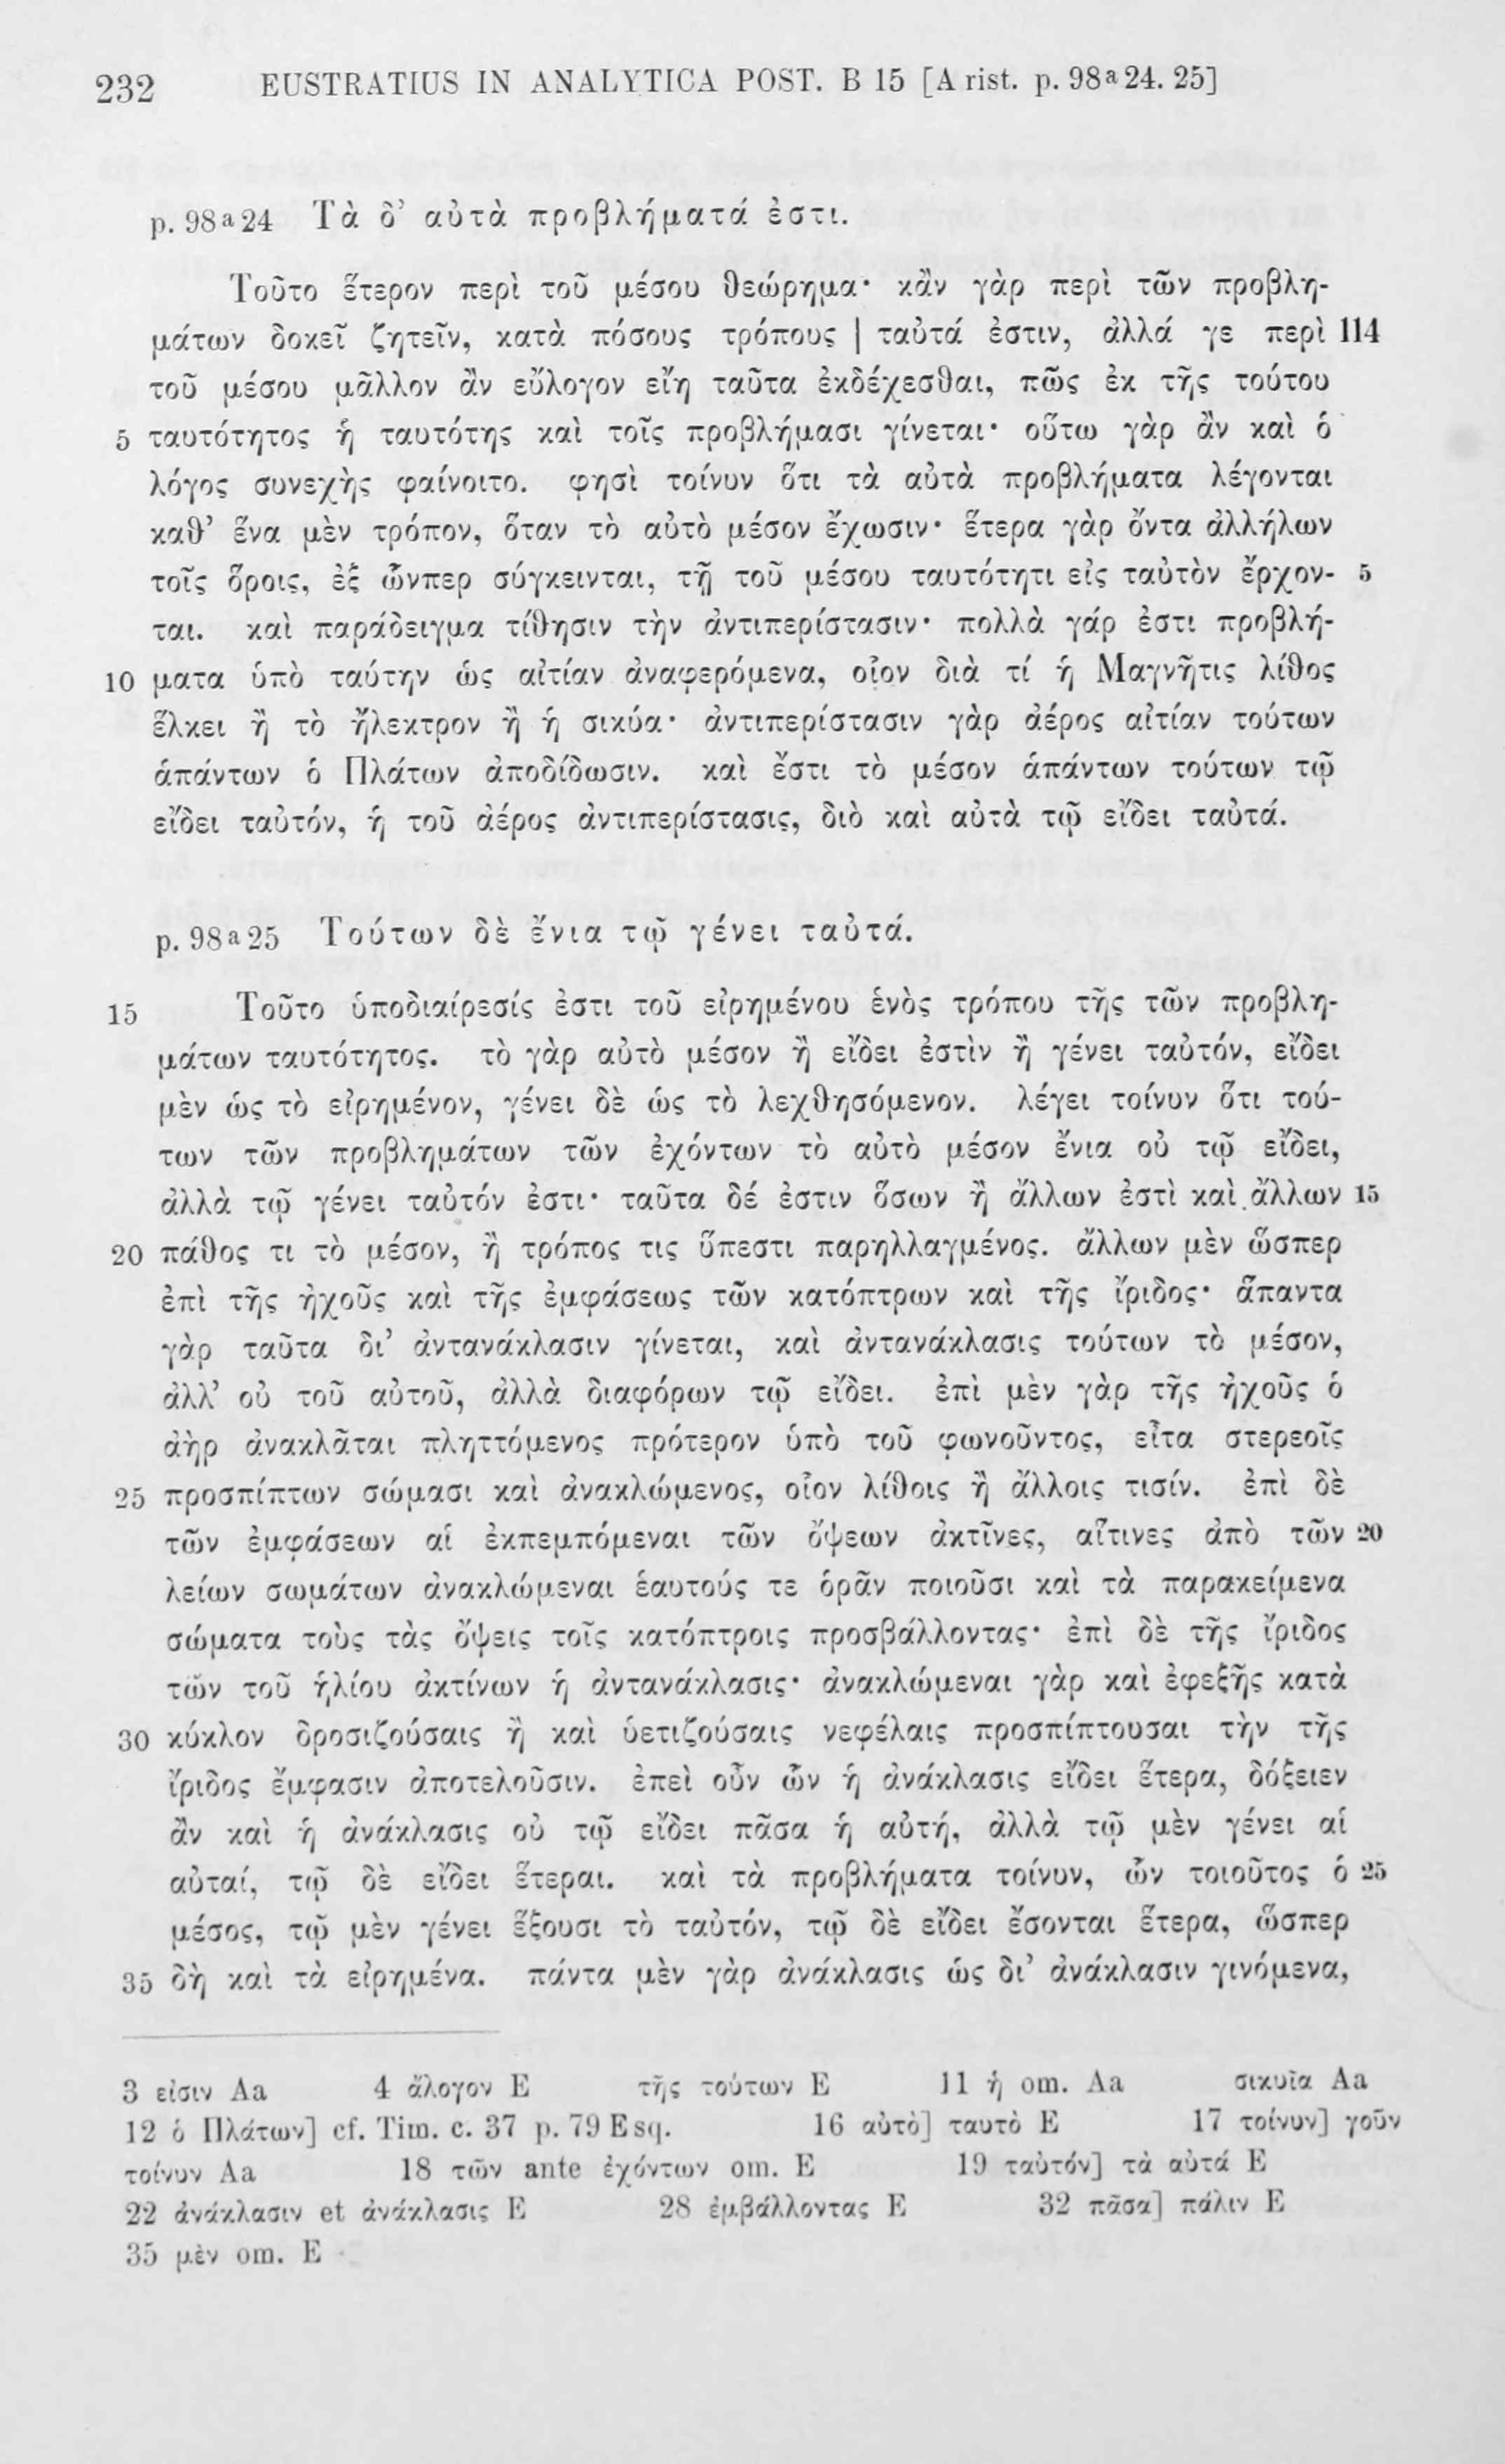 232 EUSTRATIUS IN ANALYTICA POST. B 15 [Arist. p. 98ª24. 25]
p. 98ª24 Τὰ δ’ αὐτὰ προβλήματά ἐστι.
Τοῦτο ἕτερον περὶ τοῦ μέσου θεώρημα· κἂν γὰρ περὶ τῶν προβλη-
μάτων δοκεῖ ζητεῖν, κατὰ πόσους τρόπους | ταὐτά ἐστιν, ἀλλά γε περὶ 114
τοῦ μέσου μᾶλλον ἂν εὔλογον εἴη ταῦτα ἐκδέχεσθαι, πῶς ἐκ τῆς τούτου
5 ταυτότητος ἡ ταυτότης καὶ τοῖς προβλήμασι γίνεται· οὕτω γὰρ ἂν καὶ ὁ
λόγος συνεχὴς φαίνοιτο. φησὶ τοίνυν ὅτι τὰ αὐτὰ προβλήματα λέγονται
καθ’ ἕνα μὲν τρόπον, ὅταν τὸ αὐτὸ μέσον ἔχωσιν· ἕτερα γὰρ ὄντα ἀλλήλων
τοῖς ὅροις, ἐξ ὧνπερ σύγκεινται, τῇ τοῦ μέσου ταυτότητι εἰς ταὐτὸν ἔρχον- 5
ται. καὶ παράδειγμα τίθησιν τὴν ἀντιπερίστασιν· πολλὰ γάρ ἐστι προβλή-
10 ματα ὑπὸ ταύτην ὡς αἰτίαν ἀναφερόμενα, οἷον διὰ τί ἡ Μαγνῆτις λίθος
ἕλκει ἢ τὸ ἤλεκτρον ἢ ἡ σικύα· ἀντιπερίστασιν γὰρ ἀέρος αἰτίαν τούτων
ἁπάντων ὁ Πλάτων ἀποδίδωσιν. καὶ ἔστι τὸ μέσον ἁπάντων τούτων τῷ
εἴδει ταὐτόν, ἡ τοῦ ἀέρος ἀντιπερίστασις, διὸ καὶ αὐτὰ τῷ εἴδει ταὐτά.
p. 98ª25 Τούτων δὲ ἔνια τῷ γένει ταὐτά.
15 Τοῦτο ὑποδιαίρεσίς ἐστι τοῦ εἰρημένου ἑνὸς τρόπου τῆς τῶν προβλη-
μάτων ταυτότητος. τὸ γὰρ αὐτὸ μέσον ἢ εἴδει ἐστὶν ἢ γένει ταὐτόν, εἴδει
μὲν ὡς τὸ εἰρημένον, γένει δὲ ὡς τὸ λεχθησόμενον. λέγει τοίνυν ὅτι τού-
των τῶν προβλημάτων τῶν ἐχόντων τὸ αὐτὸ μέσον ἔνια οὐ τῷ εἴδει,
ἀλλὰ τῷ γένει ταὐτόν ἐστι· ταῦτα δέ ἐστιν ὅσων ἢ ἄλλων ἐστὶ καὶ ἄλλων 15
20 πάθος τι τὸ μέσον, ἢ τρόπος τις ὕπεστι παρηλλαγμένος. ἄλλων μὲν ὥσπερ
ἐπὶ τῆς ἠχοῦς καὶ τῆς ἐμφάσεως τῶν κατόπτρων καὶ τῆς ἴριδος· ἅπαντα
γὰρ ταῦτα δι’ ἀντανάκλασιν γίνεται, καὶ ἀντανάκλασις τούτων τὸ μέσον,
ἀλλ’ οὐ τοῦ αὐτοῦ, ἀλλὰ διαφόρων τῷ εἴδει. ἐπὶ μὲν γὰρ τῆς ἠχοῦς ὁ
ἀὴρ ἀνακλᾶται πληττόμενος πρότερον ὑπὸ τοῦ φωνοῦντος, εἶτα στερεοῖς
25 προσπίπτων σώμασι καὶ ἀνακλώμενος, οἷον λίθοις ἢ ἄλλοις τισίν. ἐπὶ δὲ
τῶν ἐμφάσεων αἱ ἐκπεμπόμεναι τῶν ὄψεων ἀκτῖνες, αἵτινες ἀπὸ τῶν 20
λείων σωμάτων ἀνακλώμεναι ἑαυτούς τε ὁρᾶν ποιοῦσι καὶ τὰ παρακείμενα
σώματα τοὺς τὰς ὄψεις τοῖς κατόπτροις προσβάλλοντας· ἐπὶ δὲ τῆς ἴριδος
τῶν τοῦ ἡλίου ἀκτίνων ἡ ἀντανάκλασις· ἀνακλώμεναι γὰρ καὶ ἐφεξῆς κατὰ
30 κύκλον δροσιζούσαις ἢ καὶ ὑετιζούσαις νεφέλαις προσπίπτουσαι τὴν τῆς
ἴριδος ἔμφασιν ἀποτελοῦσιν. ἐπεὶ οὖν ὧν ἡ ἀνάκλασις εἴδει ἕτερα, δόξειεν
ἂν καὶ ἡ ἀνάκλασις οὐ τῷ εἴδει πᾶσα ἡ αὐτή, ἀλλὰ τῷ μὲν γένει αἱ
αὐταί, τῷ δὲ εἴδει ἕτεραι. καὶ τὰ προβλήματα τοίνυν, ὧν τοιοῦτος ὁ 25
μέσος, τῷ μὲν γένει ἕξουσι τὸ ταὐτόν, τῷ δὲ εἴδει ἔσονται ἕτερα, ὥσπερ
35 δὴ καὶ τὰ εἰρημένα. πάντα μὲν γὰρ ἀνάκλασις ὡς δι’ ἀνάκλασιν γινόμενα,
3 εἰσιν Aa 4 ἄλογον E τῆς τούτων E 11 ἡ om. Aa σικυῖα Aa
12 ὁ Πλάτων] cf. Tim. c. 37 p. 79 E sq. 16 αὐτὸ] ταυτὸ E 17 τοίνυν] γοῦν
τοίνυν Aa 18 τῶν ante ἐχόντων om. E 19 ταὐτόν] τὰ αὐτά E
22 ἀνάκλασιν et ἀνάκλασις E 28 ἐμβάλλοντας E 32 πᾶσα] πάλιν E
35 μὲν om. E